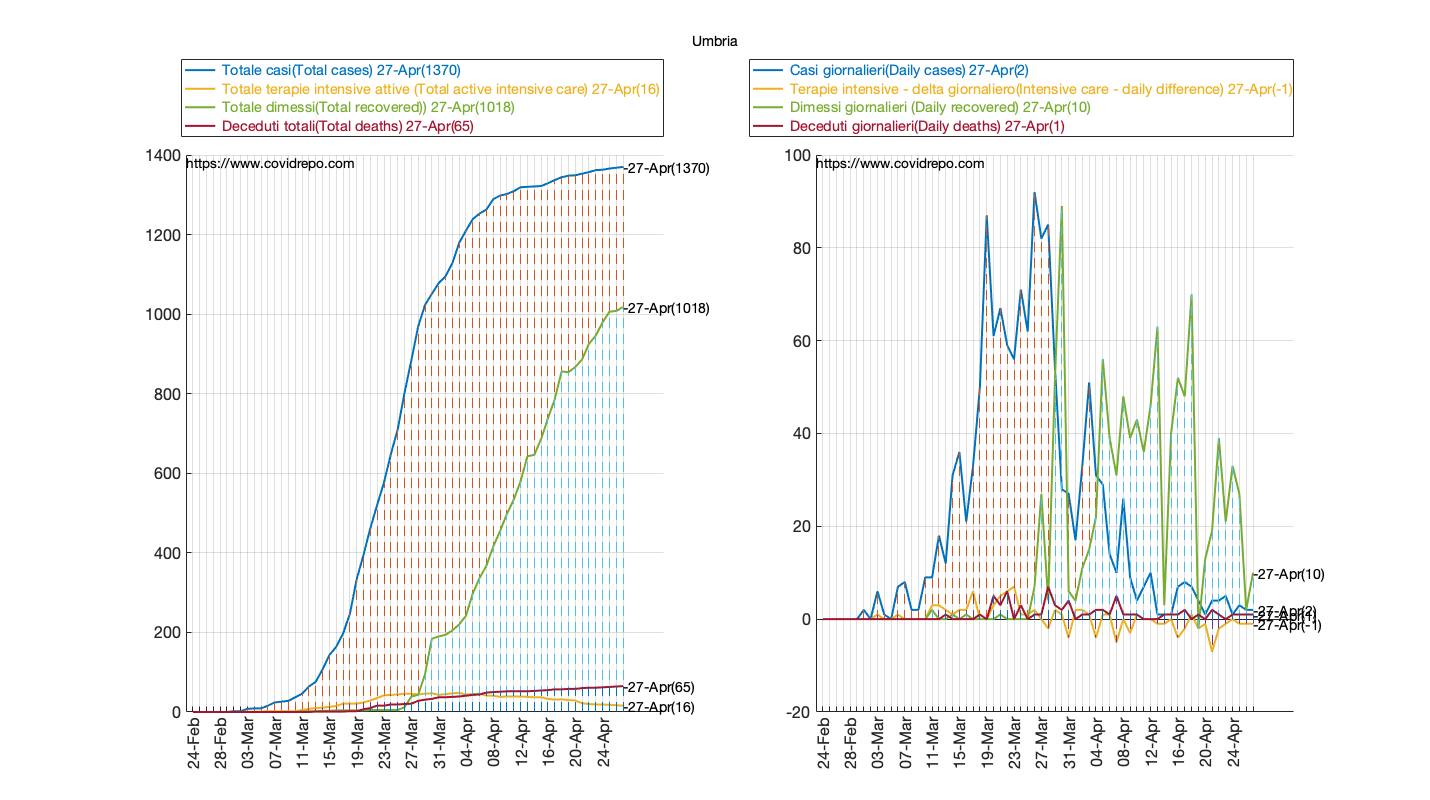 Umbria
Totale casi(Total cases) 27-Apr(1370)
Totale terapie intensive attive (Total active intensive care) 27-Apr(16)
Totale dimessi(Total recovered)) 27-Apr(1018)
Deceduti totali(Total deaths) 27-Apr(65)
https://www.covidrepo.com
1400
1200
1000
800
600
400
200
0
-27-Apr(1370)
-27-Apr(1018)
-27-Apr(65)
-27-Apr(16)
24-Feb
28-Feb
03-Mar
07-Mar
11-Mar
15-Mar
19-Mar
23-Mar
27-Mar
31-Mar
04-Apr
08-Apr
12-Apr
16-Apr
20-Apr
24-Apr
Casi giornalieri(Daily cases) 27-Apr(2)
Terapie intensive - delta giornaliero(Intensive care - daily difference) 27-Apr(-1)
Dimessi giornalieri (Daily recovered) 27-Apr(10)
Deceduti giornalieri(Daily deaths) 27-Apr(1)
https://www.covidrepo.com
100
80
60
40
20
0
-20
-27-Apr(10)
-27-Apr(2)
-27-Apr(1)
-27-Apr(-1)
24-Feb
28-Feb
03-Mar
07-Mar
11-Mar
15-Mar
19-Mar
23-Mar
27-Mar
31-Mar
04-Apr
08-Apr
12-Apr
16-Apr
20-Apr
24-Apr